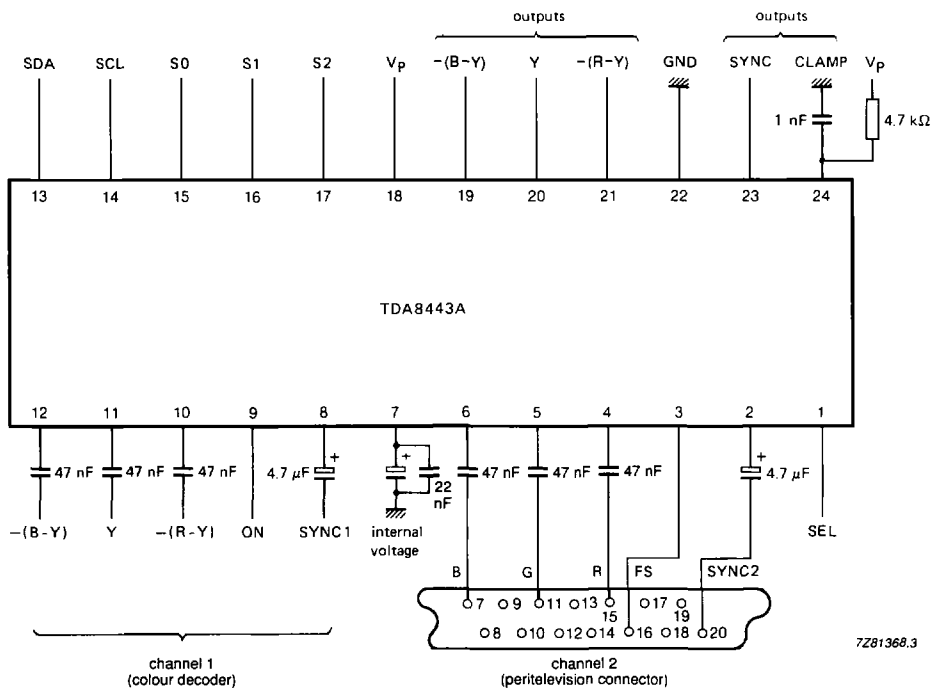 outputs outputs
SDA SCL S0 S1 S2 Vp −(B−Y) Y −(R−Y) GND SYNC CLAMP Vp
1 nF 4.7 kΩ
13 14 15 16 17 18 19 20 21 22 23 24
TDA8443A
12 11 10 9 8 7 6 5 4 3 2 1
+ + +
47 nF 47 nF 47 nF 4.7 µF 22 nF 47 nF 47 nF 47 nF 4.7 µF
−(B-Y) Y −(R-Y) ON SYNC1 internal voltage SEL
B G R FS SYNC2
7 9 11 13 15 17 19
8 10 12 14 16 18 20
channel 1 channel 2
(colour decoder) (peritelevision connector)
7Z81368.3